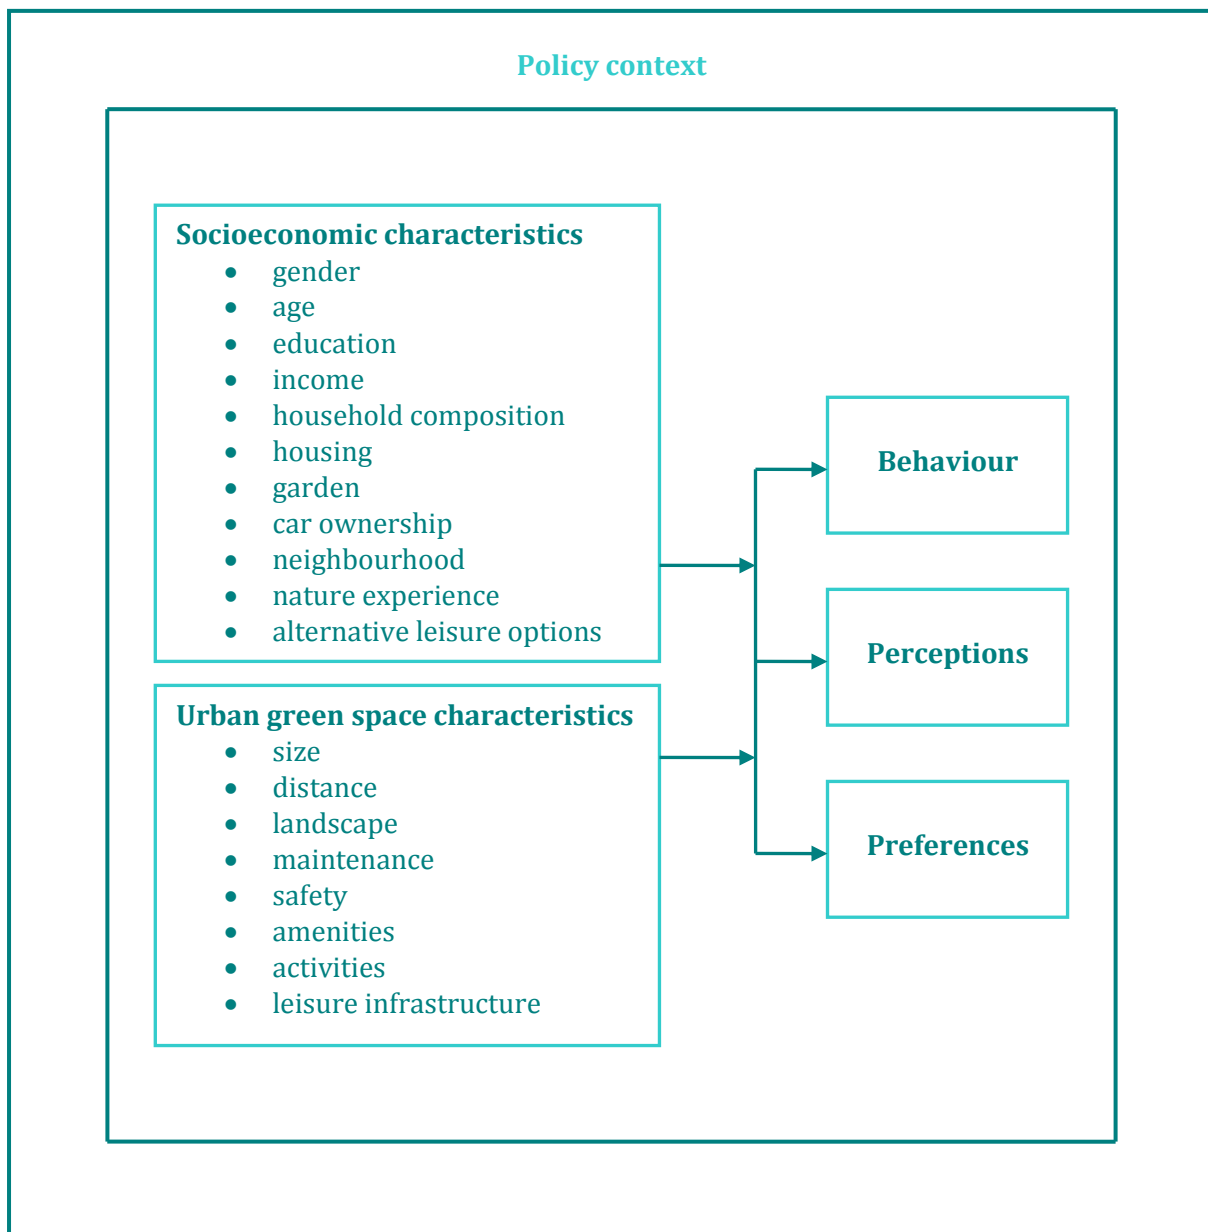 Policy context
Socioeconomic characteristics
• gender
• age
• education
• income
• household composition
• housing
• garden
• car ownership
• neighbourhood
• nature experience
• alternative leisure options
Urban green space characteristics
• size
• distance
• landscape
• maintenance
• safety
• amenities
• activities
• leisure infrastructure
Behaviour
Perceptions
Preferences